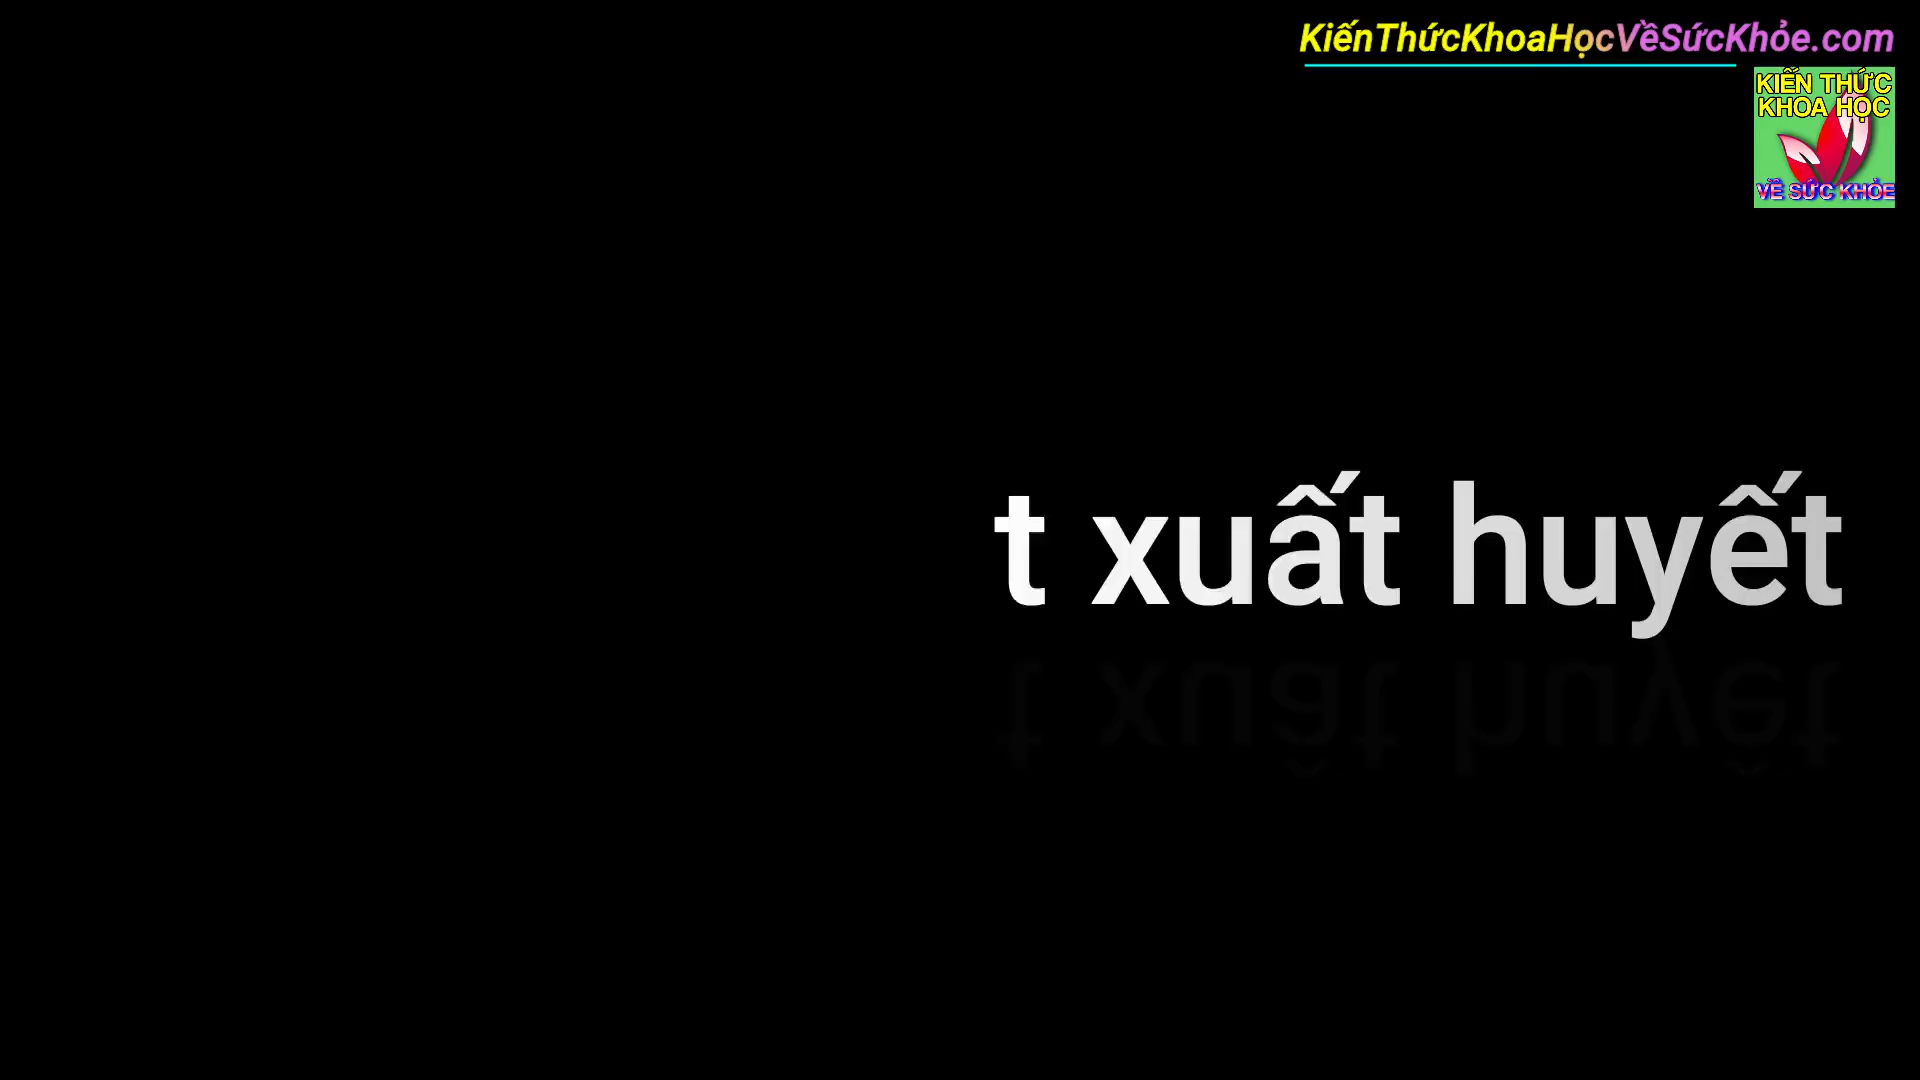 KiếnThứcKhoaHọcVềSứcKhỏe.com
KIẾN THỨC
KHOA HỌC
VỀ SỨC KHỎE
t xuất huyết